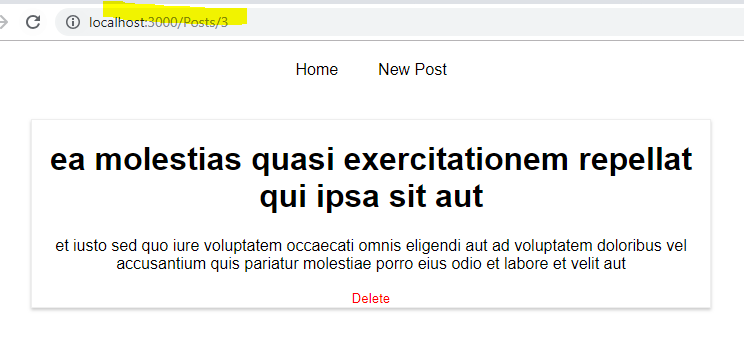 localhost:3000/Posts/3
Home New Post
ea molestias quasi exercitationem repellat
qui ipsa sit aut
et iusto sed quo iure voluptatem occaecati omnis eligendi aut ad voluptatem doloribus vel
accusantium quis pariatur molestiae porro eius odio et labore et velit aut
Delete